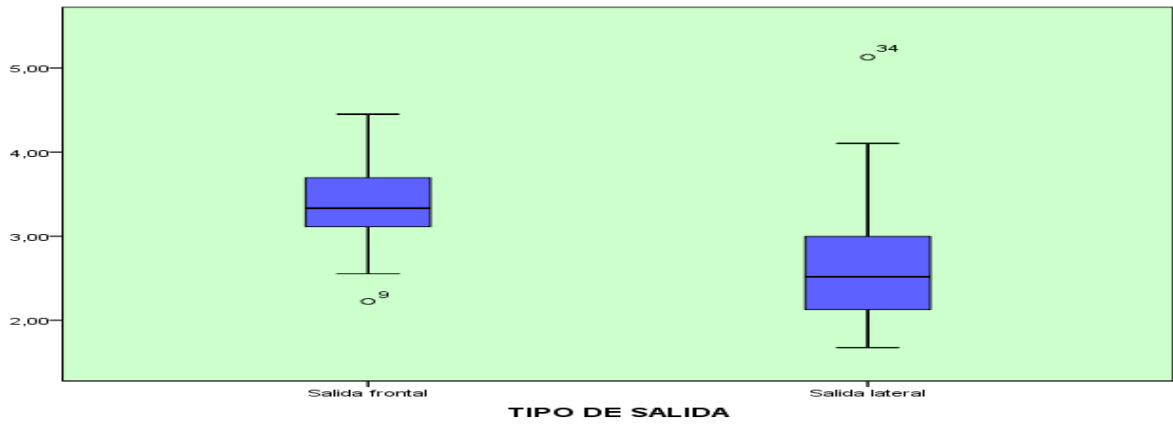 34
5,00
4,00
3,00
9
2,00
Salida frontal
Salida lateral
TIPO DE SALIDA